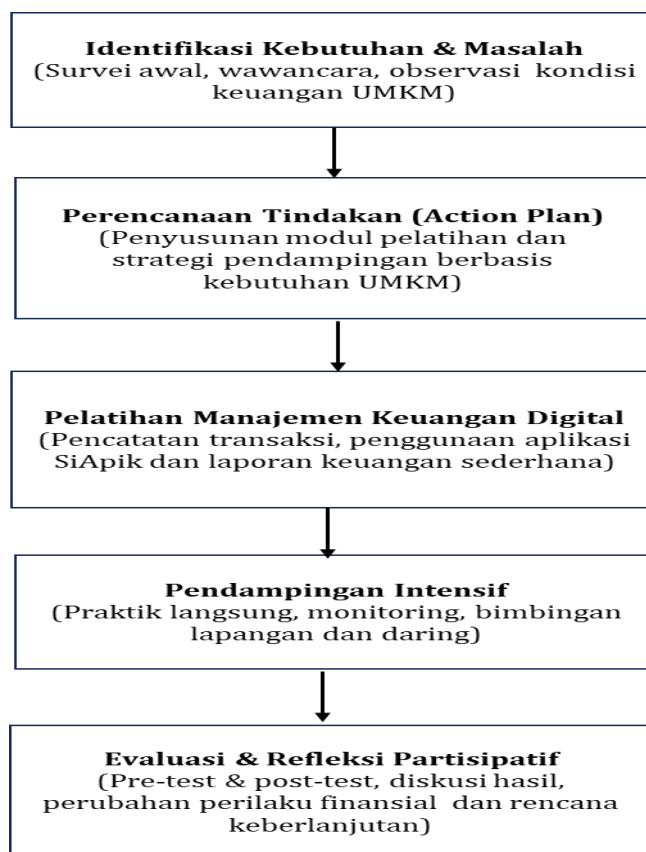 Identifikasi Kebutuhan & Masalah
(Survei awal, wawancara, observasi kondisi
keuangan UMKM)
Perencanaan Tindakan (Action Plan)
(Penyusunan modul pelatihan dan
strategi pendampingan berbasis
kebutuhan UMKM)
Pelatihan Manajemen Keuangan Digital
(Pencatatan transaksi, penggunaan aplikasi
SiApik dan laporan keuangan sederhana)
Pendampingan Intensif
(Praktik langsung, monitoring, bimbingan
lapangan dan daring)
Evaluasi & Refleksi Partisipatif
(Pre-test & post-test, diskusi hasil,
perubahan perilaku finansial dan rencana
keberlanjutan)